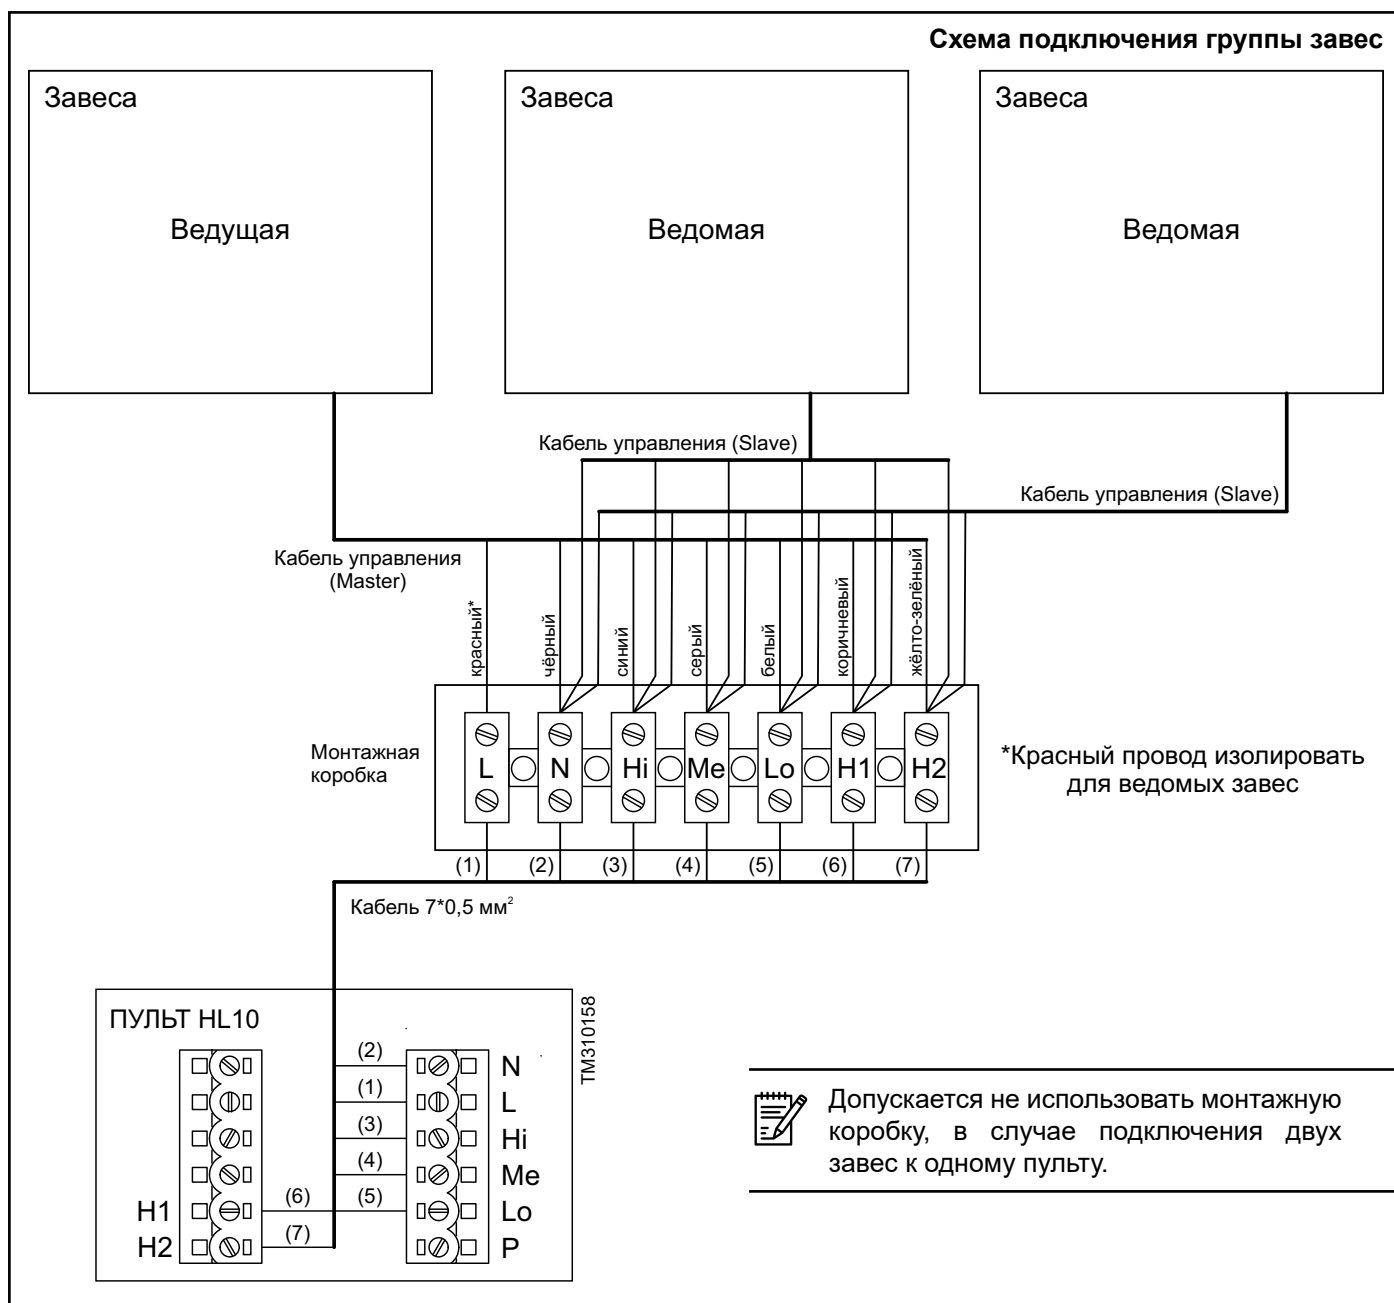 Схема подключения группы завес
Завеса
Завеса
Завеса
Ведущая
Ведомая
Ведомая
Кабель управления (Slave)
Кабель управления (Slave)
Кабель управления
(Master)
красный*
чёрный
синий
серый
белый
коричневый
жёлто-зелёный
Монтажная
коробка
L
N
Hi
Me
Lo
H1
H2
*Красный провод изолировать
для ведомых завес
(1)
(2)
(3)
(4)
(5)
(6)
(7)
Кабель 7*0,5 мм²
ПУЛЬТ HL10
TM310158
(2)
N
(1)
L
(3)
Hi
(4)
Me
H1
(6)
(5)
Lo
H2
(7)
P
Допускается не использовать монтажную
коробку, в случае подключения двух
завес к одному пульту.